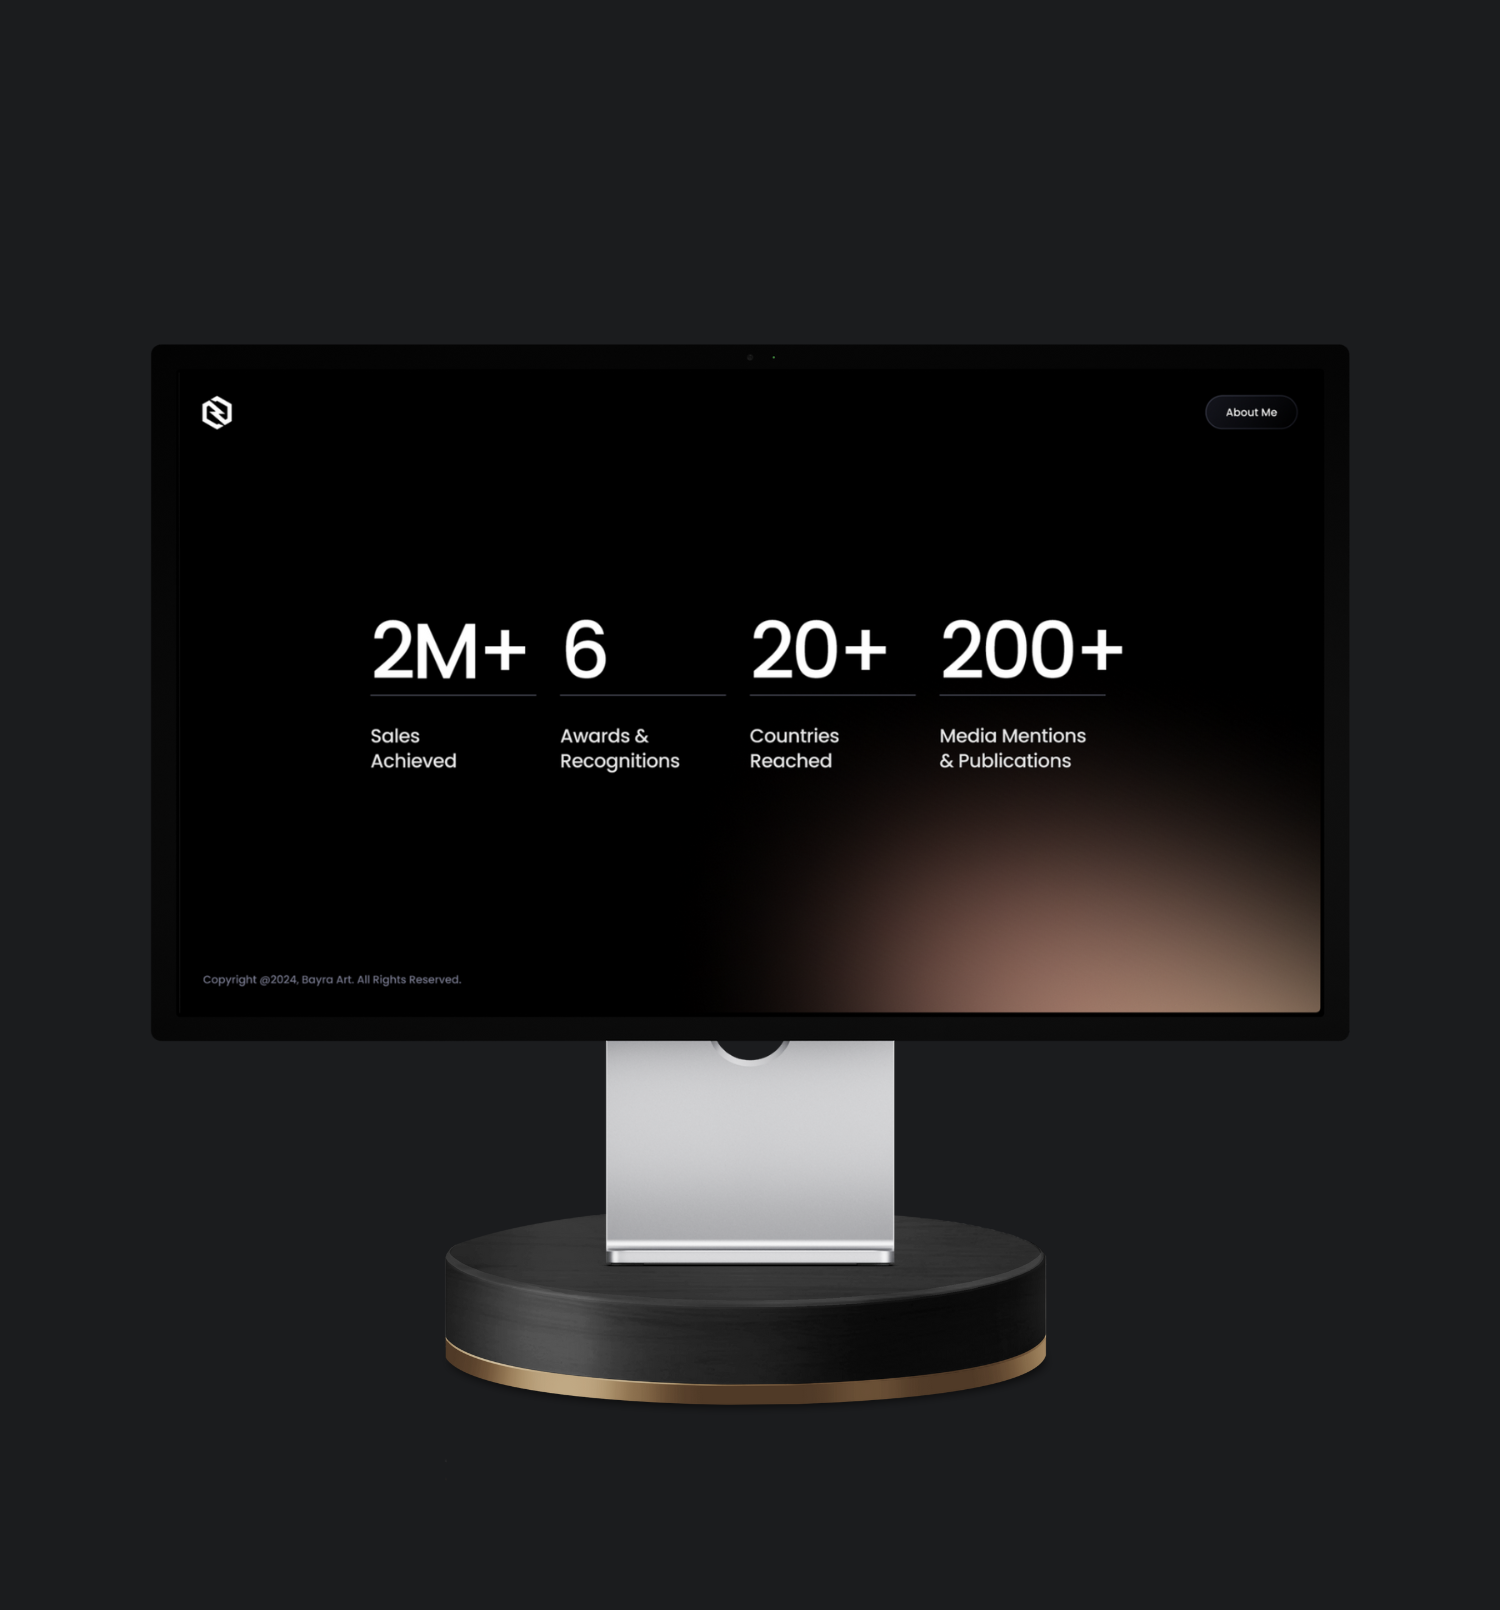 About Me
2M+
6
20+
200+
Sales
Achieved
Awards &
Recognitions
Countries
Reached
Media Mentions
& Publications
Copyright @2024, Bayra Art. All Rights Reserved.